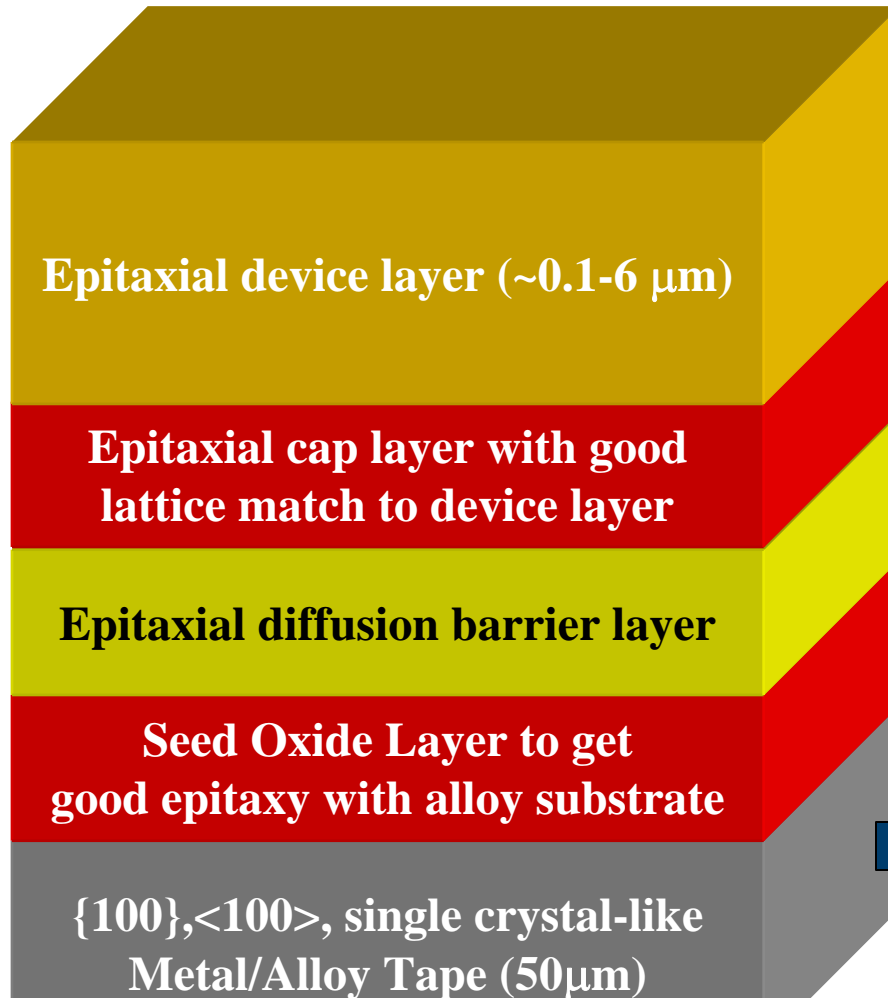 Epitaxial device layer (~0.1-6 μm)
Epitaxial cap layer with good
lattice match to device layer
Epitaxial diffusion barrier layer
Seed Oxide Layer to get
good epitaxy with alloy substrate
{100},<100>, single crystal-like
Metal/Alloy Tape (50μm)